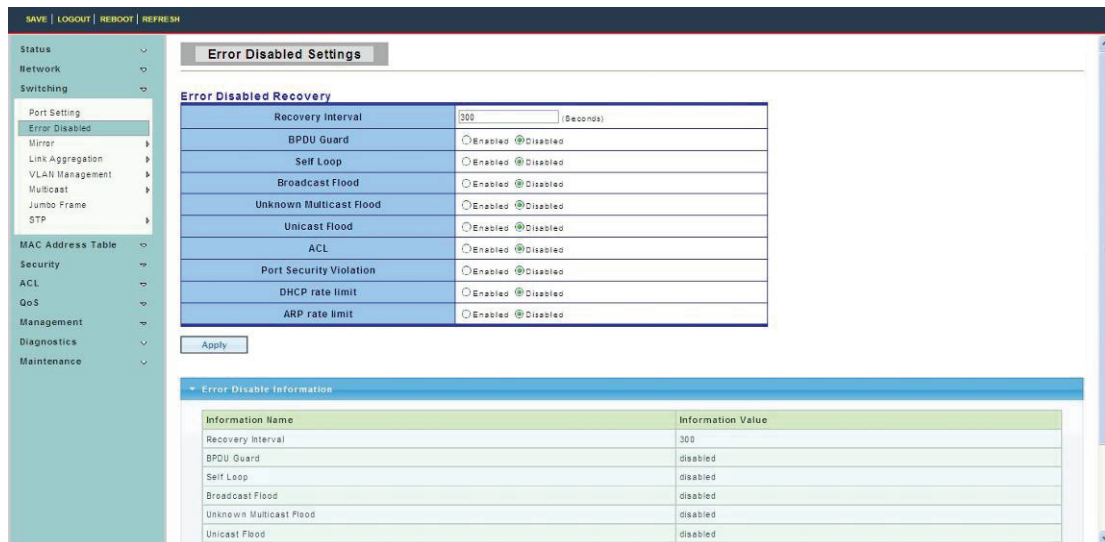 SAVE | LOGOUT | REBOOT | REFRESH
Status
Network
Switching
Port Setting
Error Disabled
Mirror
Link Aggregation
VLAN Management
Multicast
Jumbo Frame
STP
MAC Address Table
Security
ACL
QoS
Management
Diagnostics
Maintenance
Error Disabled Settings
Error Disabled Recovery
Recovery Interval 300 (Seconds)
BPDU Guard Enabled Disabled
Self Loop Enabled Disabled
Broadcast Flood Enabled Disabled
Unknown Multicast Flood Enabled Disabled
Unicast Flood Enabled Disabled
ACL Enabled Disabled
Port Security Violation Enabled Disabled
DHCP rate limit Enabled Disabled
ARP rate limit Enabled Disabled
Apply
Error Disable Information
Information Name Information Value
Recovery Interval 300
BPDU Guard disabled
Self Loop disabled
Broadcast Flood disabled
Unknown Multicast Flood disabled
Unicast Flood disabled